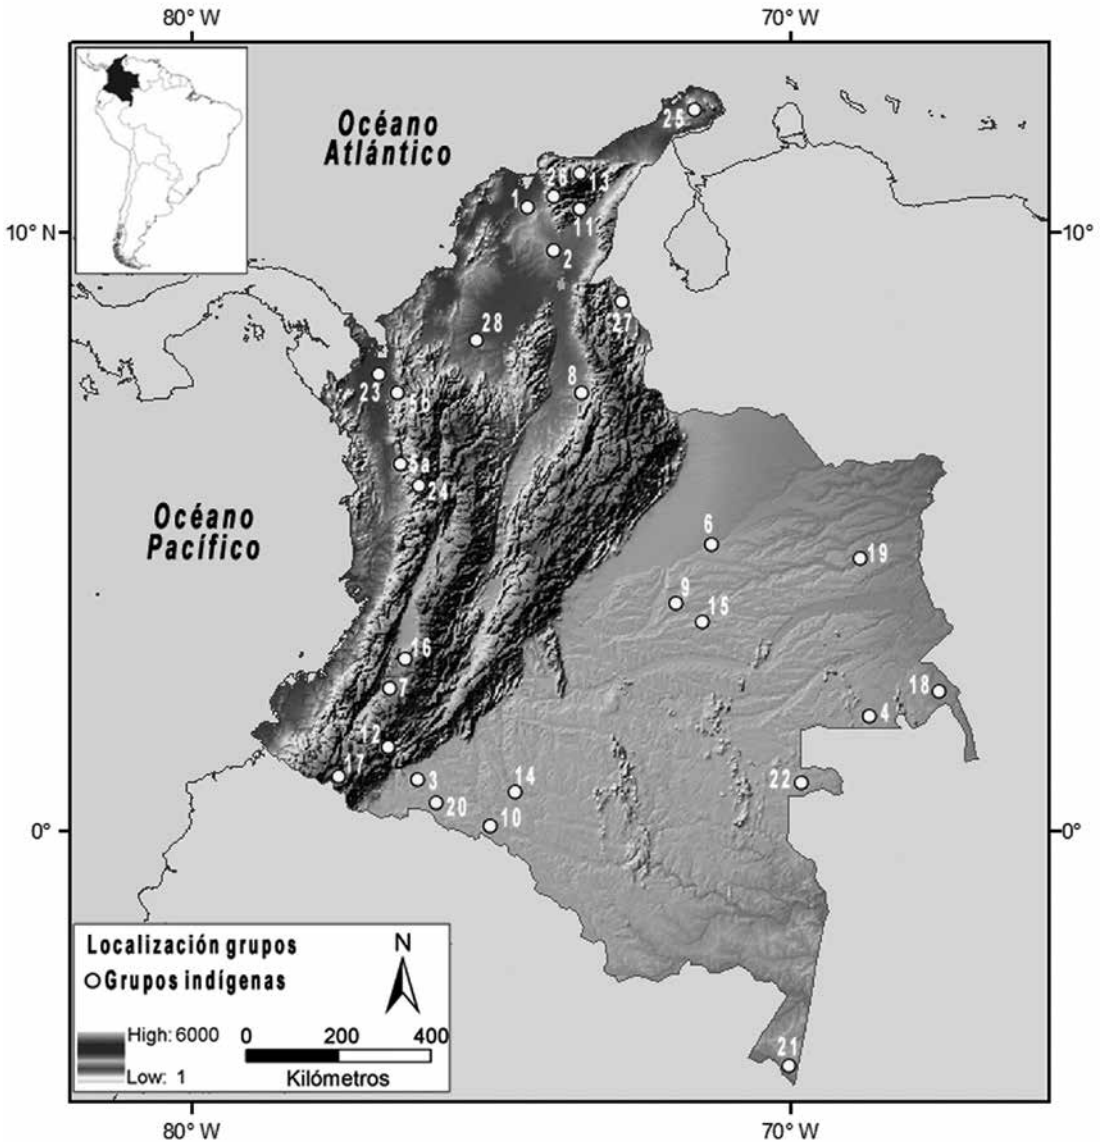 80° W
70° W
Océano
Atlántico
25
26
13
1
11
10° N
10°
2
27
28
8
23
5b
5a
24
Océano
Pacífico
6
19
9
15
16
7
18
4
12
17
3
14
22
20
10
0°
0°
Localización grupos
Grupos indígenas
N
High: 6000
Low: 1
0
200
400
Kilómetros
21
80° W
70° W